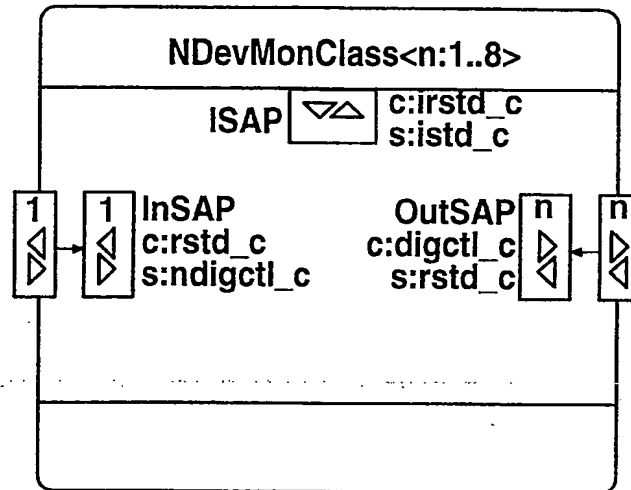 NDevMonClass<n:1..8>
ISAP
c:irstd_c
s:istd_c
1
1
InSAP
c:rstd_c
s:ndigctl_c
OutSAP
c:digctl_c
s:rstd_c
n
n